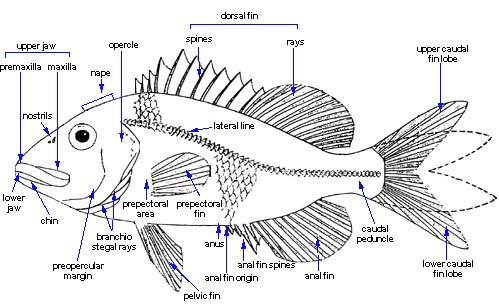 dorsal fin
upper jaw
opercle
spines
rays
upper caudal
fin lobe
premaxilla
maxilla
nape
nostrils
lateral line
lower
jaw
chin
prepectoral
area
prepectoral
fin
branchio
stegal rays
anus
caudal
peduncle
preopercular
margin
anal fin spines
anal fin origin
anal fin
lower caudal
fin lobe
pelvic fin